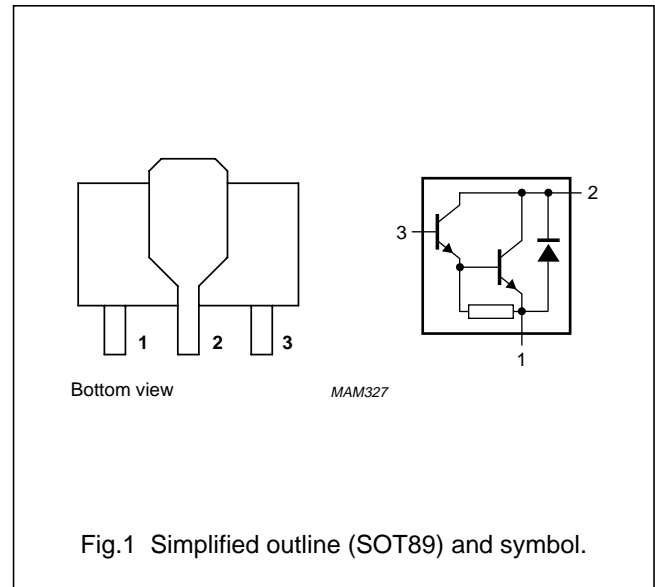 2
3
1
1 2 3
Bottom view
MAM327
Fig.1 Simplified outline (SOT89) and symbol.